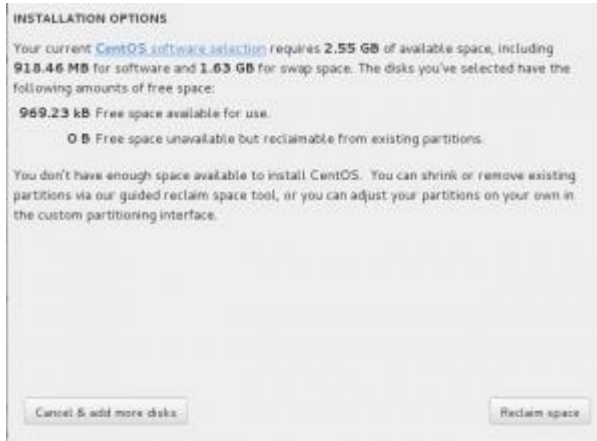 INSTALLATION OPTIONS
Your current CentOS software selection requires 2.55 GB of available space, including
918.46 MB for software and 1.63 GB for swap space. The disks you've selected have the
following amounts of free space:
969.23 kB Free space available for use.
0 B Free space unavailable but reclaimable from existing partitions.
You don't have enough space available to install CentOS. You can shrink or remove existing
partitions via our guided reclaim space tool, or you can adjust your partitions on your own in
the custom partitioning interface.
Cancel & add more disks
Reclaim space